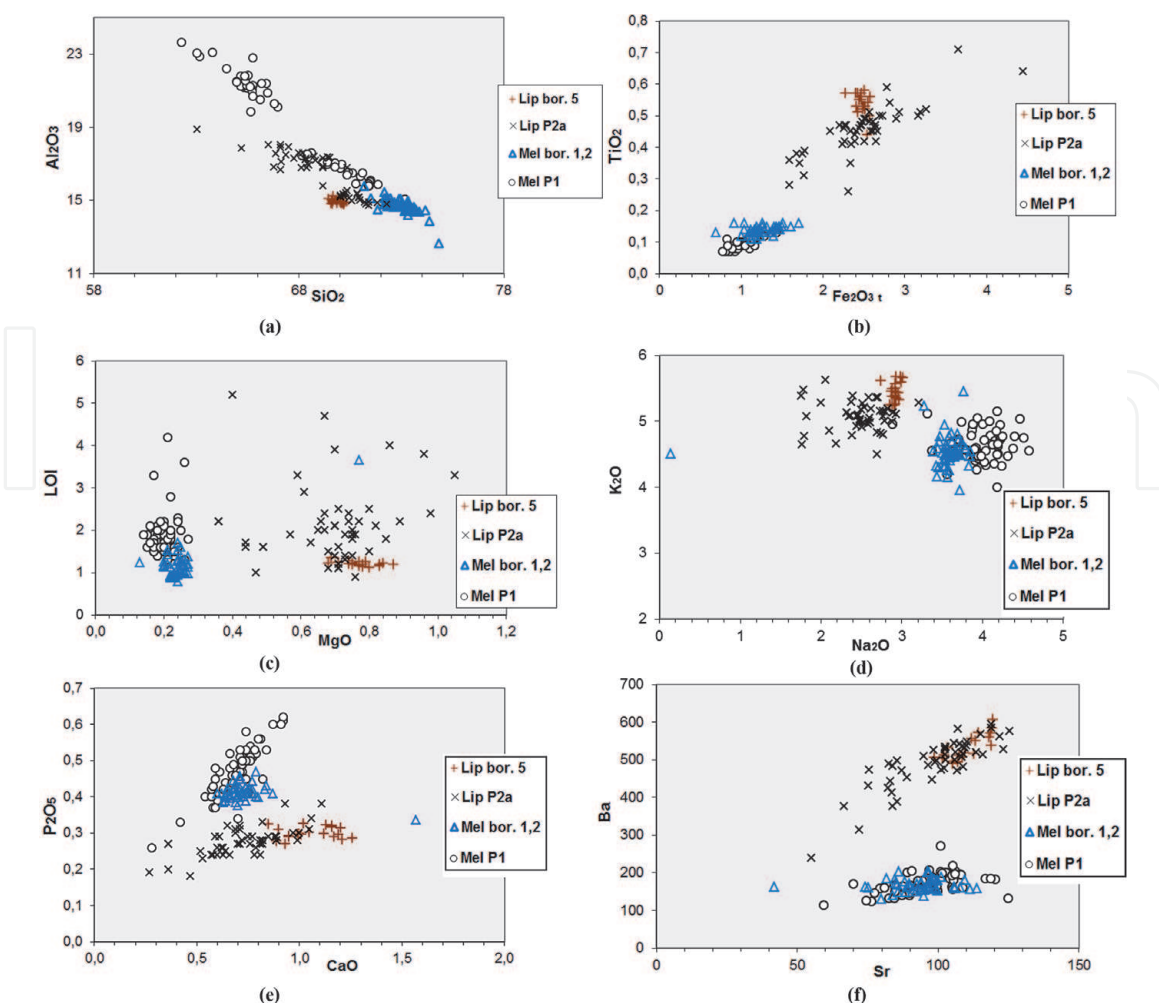 23
19
15
11
Al₂O₃
58
68
78
SiO₂
+ Lip bor. 5
× Lip P2a
Mel bor. 1,2
Mel P1
(a)
0,8
0,7
0,6
0,5
0,4
0,3
0,2
0,1
0,0
TiO₂
0
1
2
3
4
5
Fe₂O₃ t
+ Lip bor. 5
× Lip P2a
Mel bor. 1,2
Mel P1
(b)
6
5
4
3
2
1
0
LOI
0,0
0,2
0,4
0,6
0,8
1,0
1,2
MgO
+ Lip bor. 5
× Lip P2a
Mel bor. 1,2
Mel P1
(c)
6
5
4
3
2
K₂O
0
1
2
3
4
5
Na₂O
+ Lip bor. 5
× Lip P2a
Mel bor. 1,2
Mel P1
(d)
0,7
0,6
0,5
0,4
0,3
0,2
0,1
0,0
P₂O₅
0,0
0,5
1,0
1,5
2,0
CaO
+ Lip bor. 5
× Lip P2a
Mel bor. 1,2
Mel P1
(e)
700
600
500
400
300
200
100
0
Ba
0
50
100
150
Sr
+ Lip bor. 5
× Lip P2a
Mel bor. 1,2
Mel P1
(f)